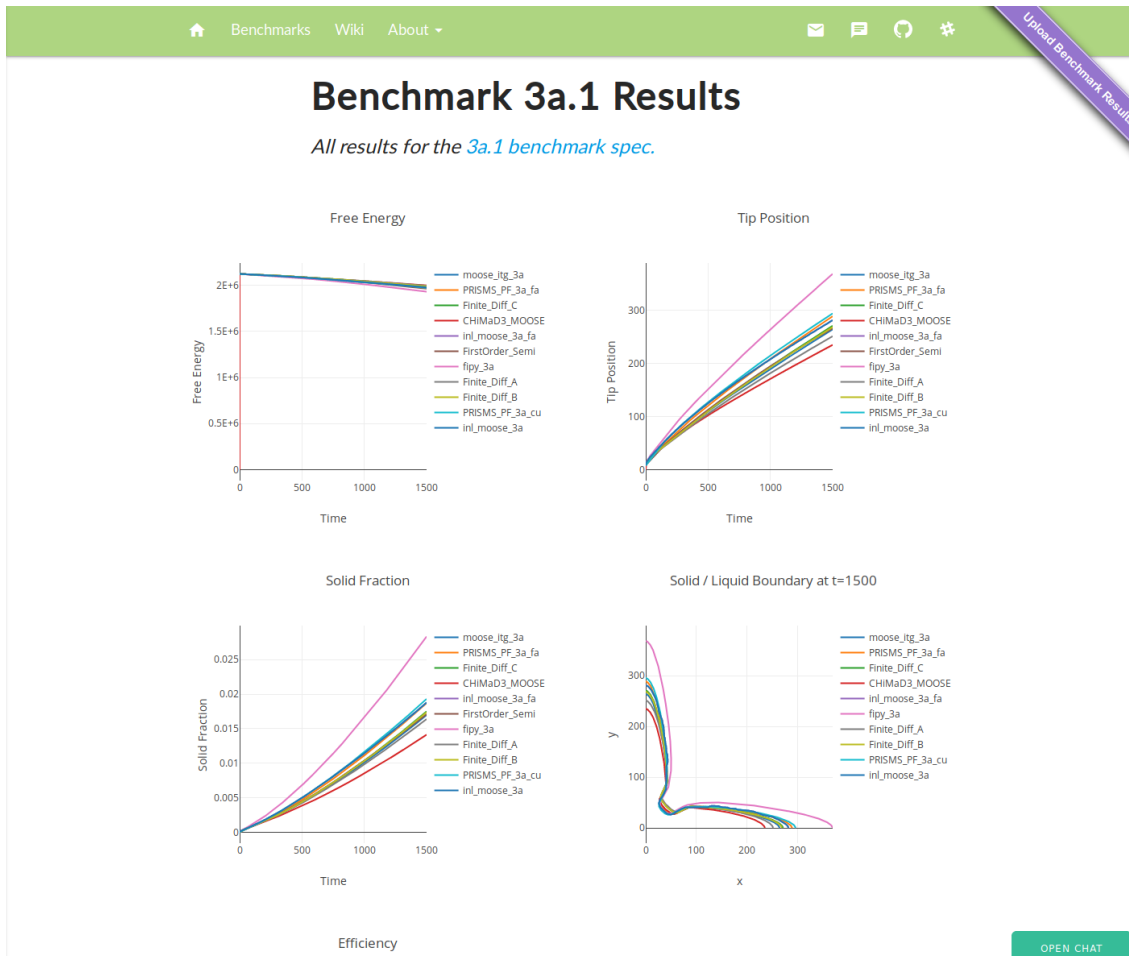 Benchmarks Wiki About
Upload Benchmark Results
Benchmark 3a.1 Results
All results for the 3a.1 benchmark spec.
Free Energy
2E+6
1.5E+6
1E+6
0.5E+6
0
Free Energy
0 500 1000 1500
Time
moose_itg_3a
PRISMS_PF_3a_fa
Finite_Diff_C
CHiMaD3_MOOSE
inl_moose_3a_fa
FirstOrder_Semi
fipy_3a
Finite_Diff_A
Finite_Diff_B
PRISMS_PF_3a_cu
inl_moose_3a
Tip Position
300
200
100
0
Tip Position
0 500 1000 1500
Time
moose_itg_3a
PRISMS_PF_3a_fa
Finite_Diff_C
CHiMaD3_MOOSE
inl_moose_3a_fa
FirstOrder_Semi
fipy_3a
Finite_Diff_A
Finite_Diff_B
PRISMS_PF_3a_cu
inl_moose_3a
Solid Fraction
0.025
0.02
0.015
0.01
0.005
0
Solid Fraction
0 500 1000 1500
Time
moose_itg_3a
PRISMS_PF_3a_fa
Finite_Diff_C
CHiMaD3_MOOSE
inl_moose_3a_fa
FirstOrder_Semi
fipy_3a
Finite_Diff_A
Finite_Diff_B
PRISMS_PF_3a_cu
inl_moose_3a
Solid / Liquid Boundary at t=1500
300
200
100
0
y
0 100 200 300
x
moose_itg_3a
PRISMS_PF_3a_fa
Finite_Diff_C
CHiMaD3_MOOSE
inl_moose_3a_fa
FirstOrder_Semi
fipy_3a
Finite_Diff_A
Finite_Diff_B
PRISMS_PF_3a_cu
inl_moose_3a
Efficiency
OPEN CHAT